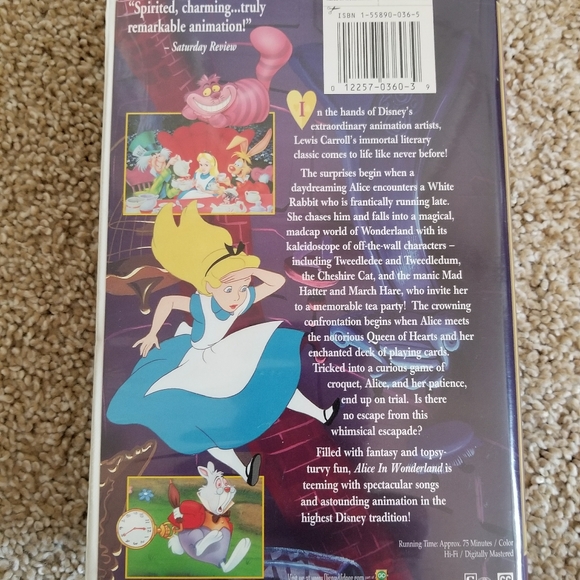 "Spirited, charming...truly
remarkable animation!"
– Saturday Review
ISBN 1-55890-036-5
0 12257-0360-3 9
In the hands of Disney's
extraordinary animation artists,
Lewis Carroll's immortal literary
classic comes to life like never before!
The surprises begin when a
daydreaming Alice encounters a White
Rabbit who is frantically running late.
She chases him and falls into a magical,
madcap world of Wonderland with its
kaleidoscope of off-the-wall characters –
including Tweedledee and Tweedledum,
the Cheshire Cat, and the manic Mad
Hatter and March Hare, who invite her
to a memorable tea party! The crowning
confrontation begins when Alice meets
the notorious Queen of Hearts and her
enchanted deck of playing cards.
Tricked into a curious game of
croquet, Alice, and her patience,
end up on trial. Is there
no escape from this
whimsical escapade?
Filled with fantasy and topsy-
turvy fun, Alice In Wonderland is
teeming with spectacular songs
and astounding animation in the
highest Disney tradition!
Running Time: Approx. 75 Minutes / Color
Hi-Fi / Digitally Mastered